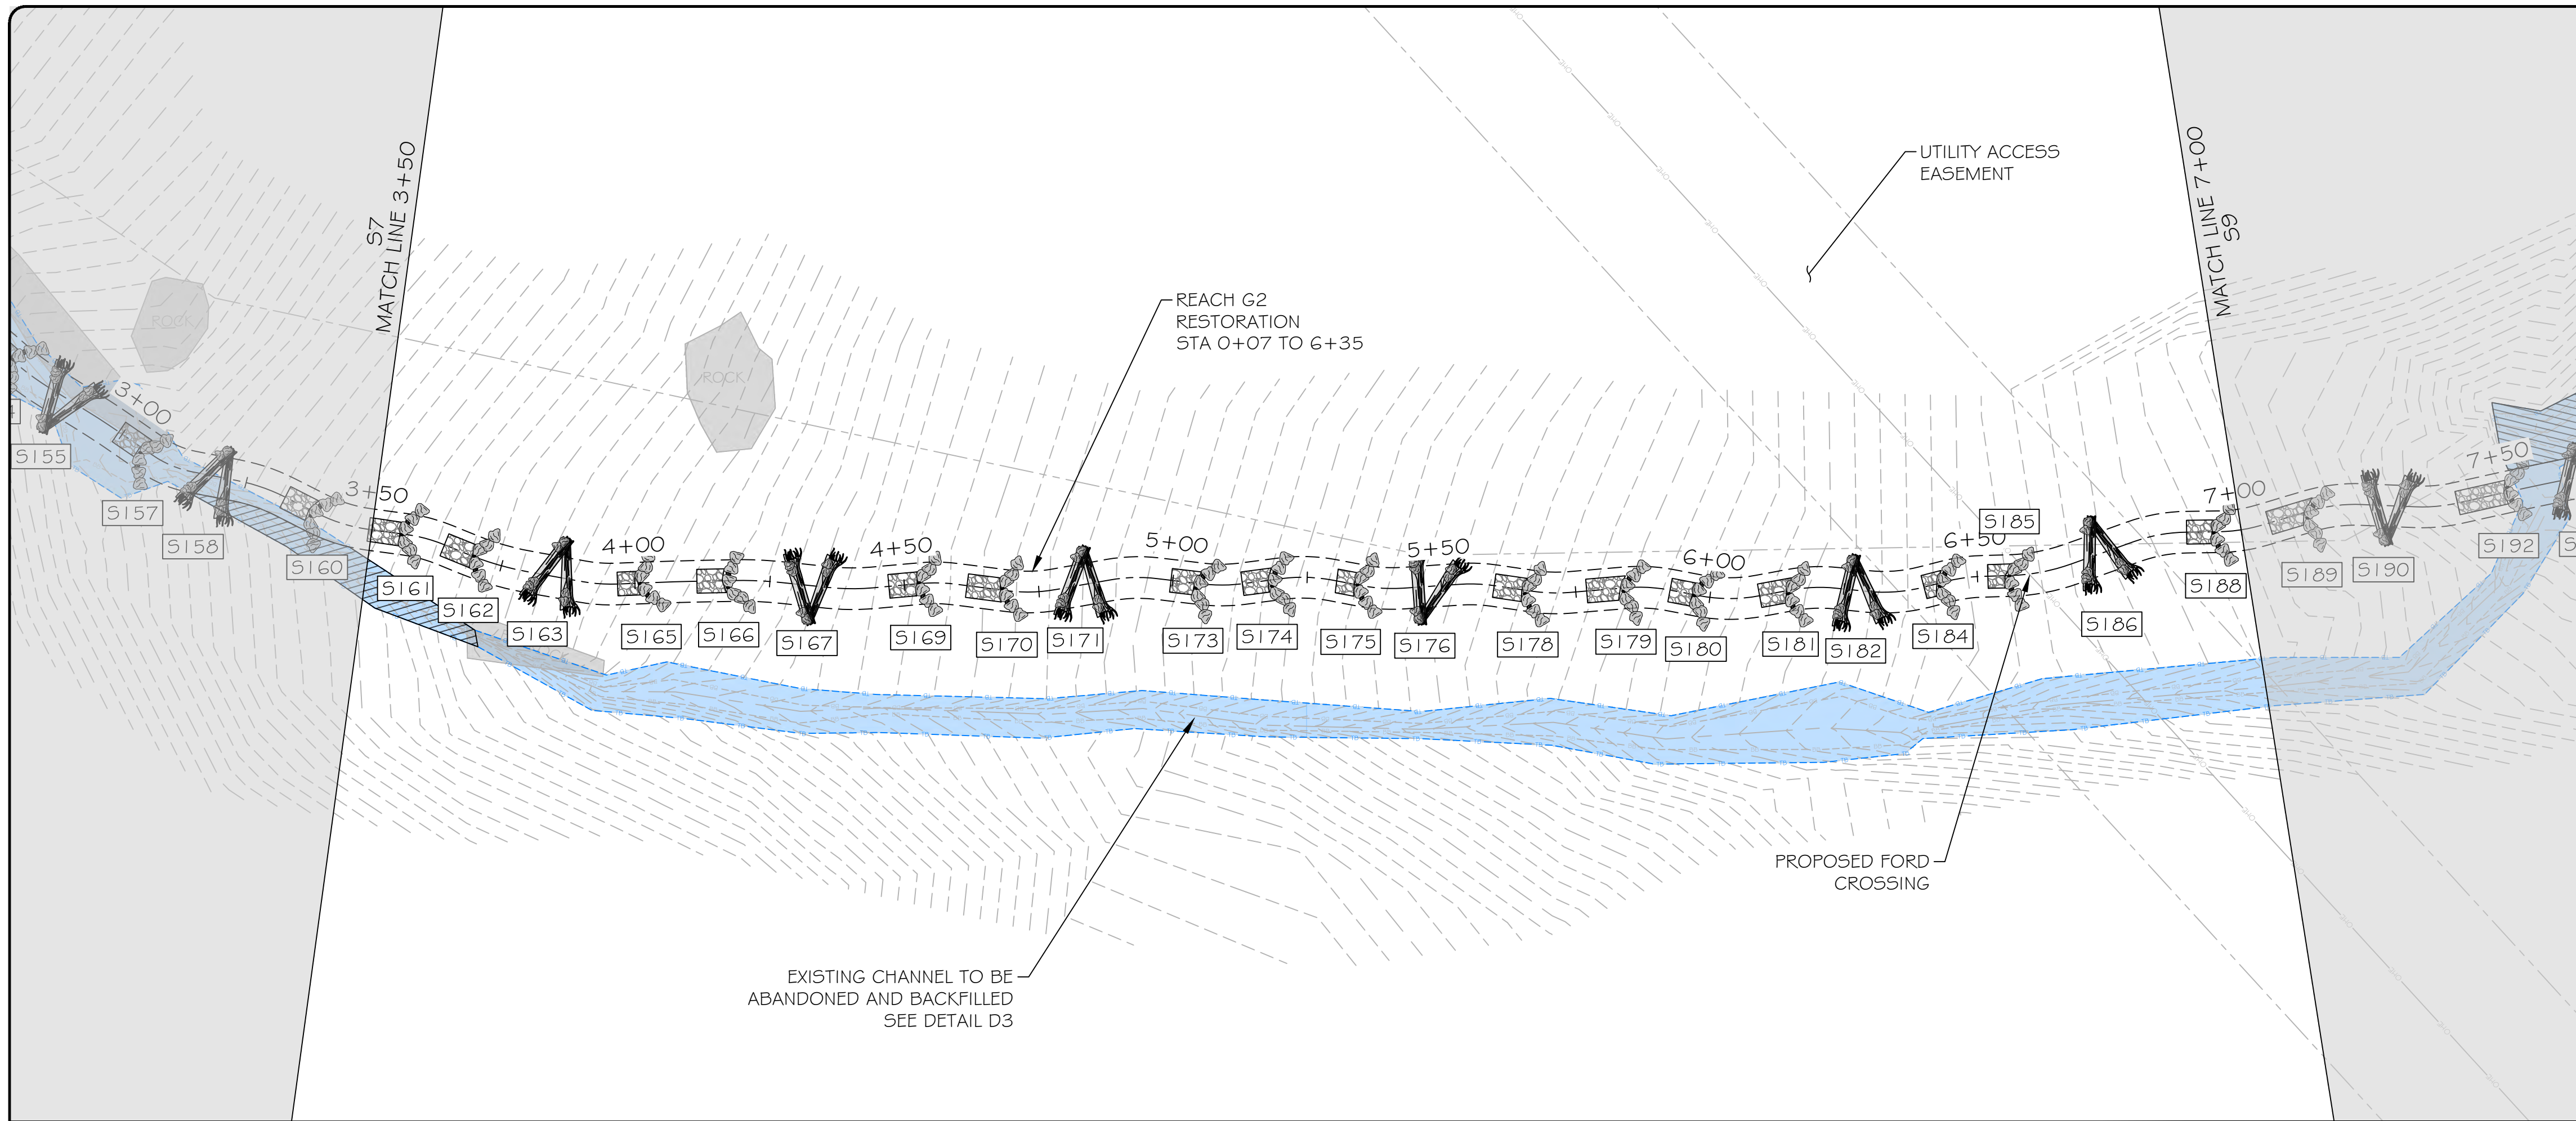 S7
MATCH LINE 3+50
MATCH LINE 7+00
S9
UTILITY ACCESS
EASEMENT
REACH G2
RESTORATION
STA 0+07 TO 6+35
ROCK
ROCK
3+00
3+50
4+00
4+50
5+00
5+50
6+00
6+50
7+00
7+50
S155
S157
S158
S160
S161
S162
S163
S165
S166
S167
S169
S170
S171
S173
S174
S175
S176
S178
S179
S180
S181
S182
S184
S185
S186
S188
S189
S190
S192
PROPOSED FORD
CROSSING
EXISTING CHANNEL TO BE
ABANDONED AND BACKFILLED
SEE DETAIL D3